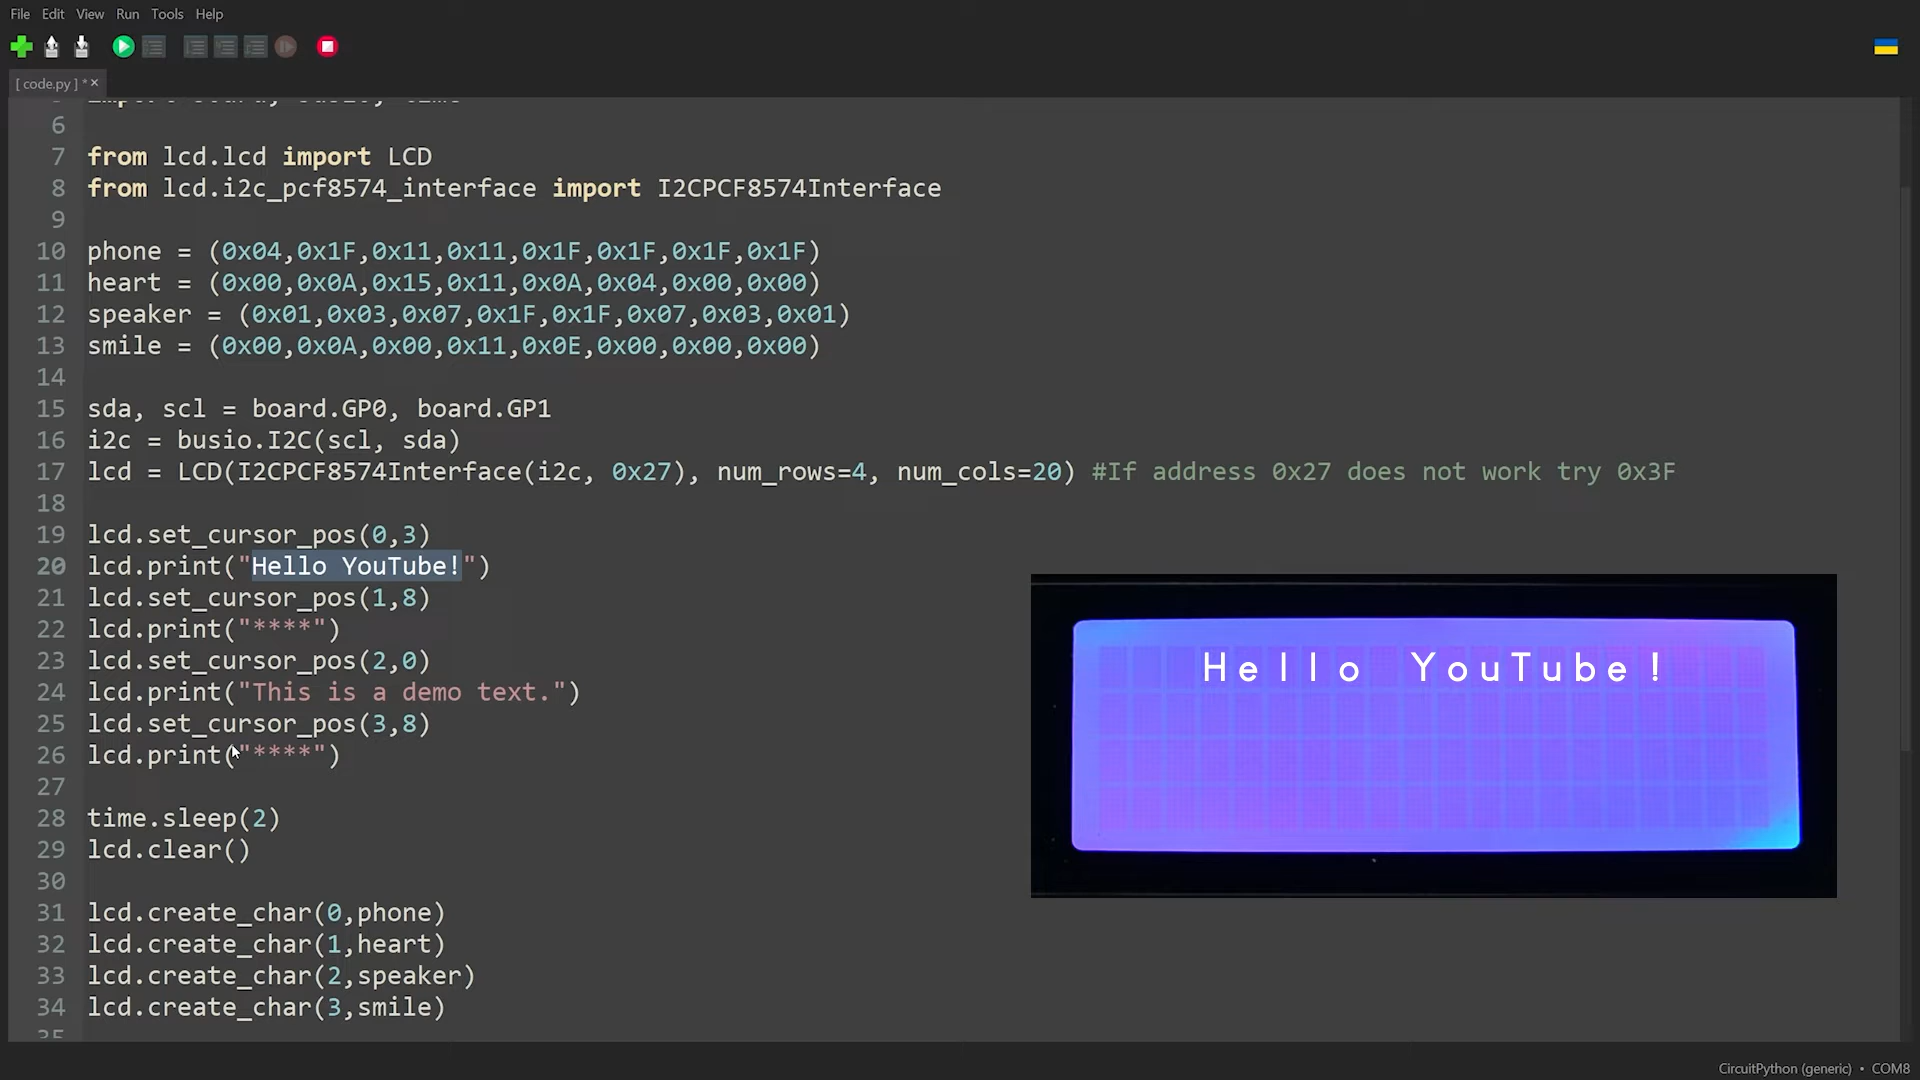 File Edit View Run Tools Help
[ code.py ] * ×
6
7 from lcd.lcd import LCD
8 from lcd.i2c_pcf8574_interface import I2CPCF8574Interface
9
10 phone = (0x04,0x1F,0x11,0x11,0x1F,0x1F,0x1F,0x1F)
11 heart = (0x00,0x0A,0x15,0x11,0x0A,0x04,0x00,0x00)
12 speaker = (0x01,0x03,0x07,0x1F,0x1F,0x07,0x03,0x01)
13 smile = (0x00,0x0A,0x00,0x11,0x0E,0x00,0x00,0x00)
14
15 sda, scl = board.GP0, board.GP1
16 i2c = busio.I2C(scl, sda)
17 lcd = LCD(I2CPCF8574Interface(i2c, 0x27), num_rows=4, num_cols=20) #If address 0x27 does not work try 0x3F
18
19 lcd.set_cursor_pos(0,3)
20 lcd.print("Hello YouTube!")
21 lcd.set_cursor_pos(1,8)
22 lcd.print("****")
23 lcd.set_cursor_pos(2,0)
24 lcd.print("This is a demo text.")
25 lcd.set_cursor_pos(3,8)
26 lcd.print("****")
27
28 time.sleep(2)
29 lcd.clear()
30
31 lcd.create_char(0,phone)
32 lcd.create_char(1,heart)
33 lcd.create_char(2,speaker)
34 lcd.create_char(3,smile)
Hello YouTube!
CircuitPython (generic) • COM8